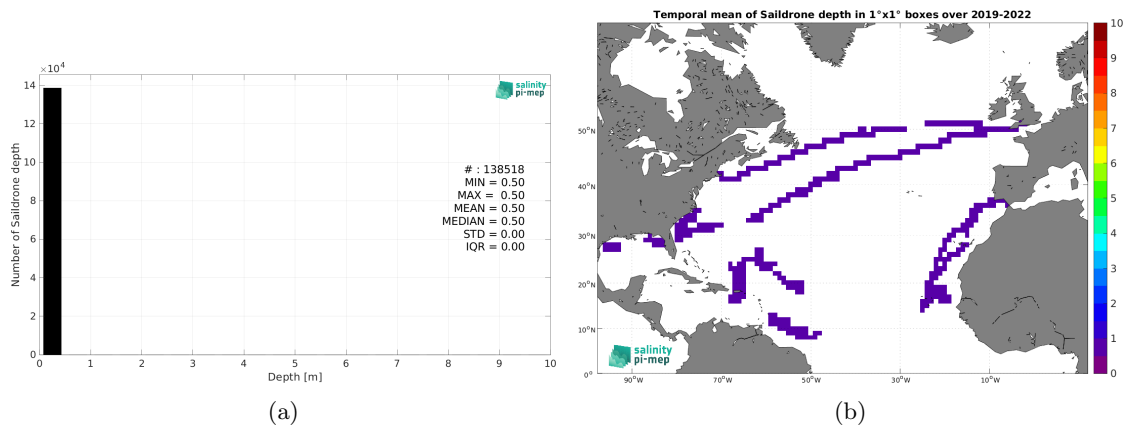 ×10⁴
14
12
10
8
6
4
2
0
Number of Saildrone depth
salinity
pi-mep
# : 138518
MIN = 0.50
MAX = 0.50
MEAN = 0.50
MEDIAN = 0.50
STD = 0.00
IQR = 0.00
0 1 2 3 4 5 6 7 8 9 10
Depth [m]
(a)
Temporal mean of Saildrone depth in 1°x1° boxes over 2019-2022
50°N
40°N
30°N
20°N
10°N
0°
90°W 70°W 50°W 30°W 10°W
salinity
pi-mep
10
9
8
7
6
5
4
3
2
1
0
(b)